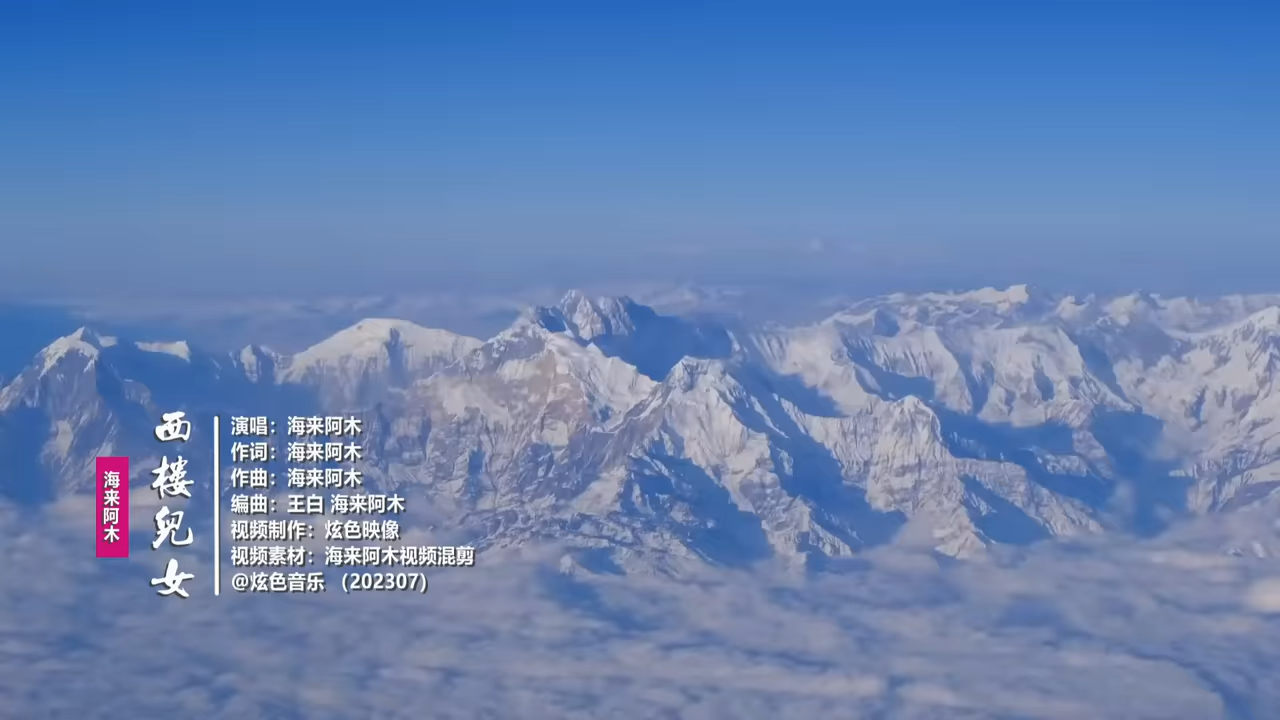 海来阿木
西楼兒女
演唱：海来阿木
作词：海来阿木
作曲：海来阿木
编曲：王白 海来阿木
视频制作：炫色映像
视频素材：海来阿木视频混剪
@炫色音乐 (202307)